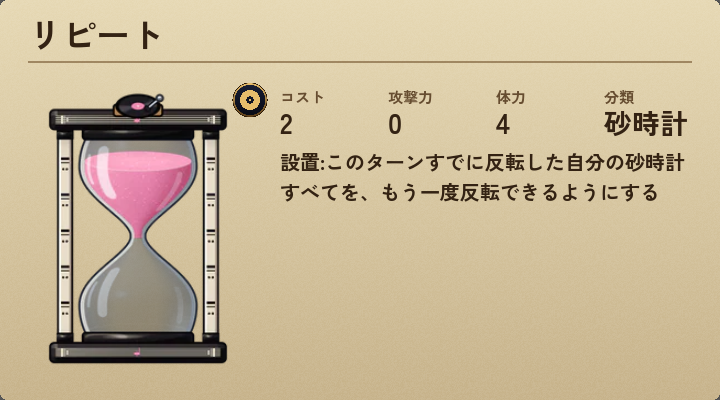 リピート
コスト 攻撃力 体力 分類
2 0 4 砂時計
設置:このターンすでに反転した自分の砂時計
すべてを、もう一度反転できるようにする